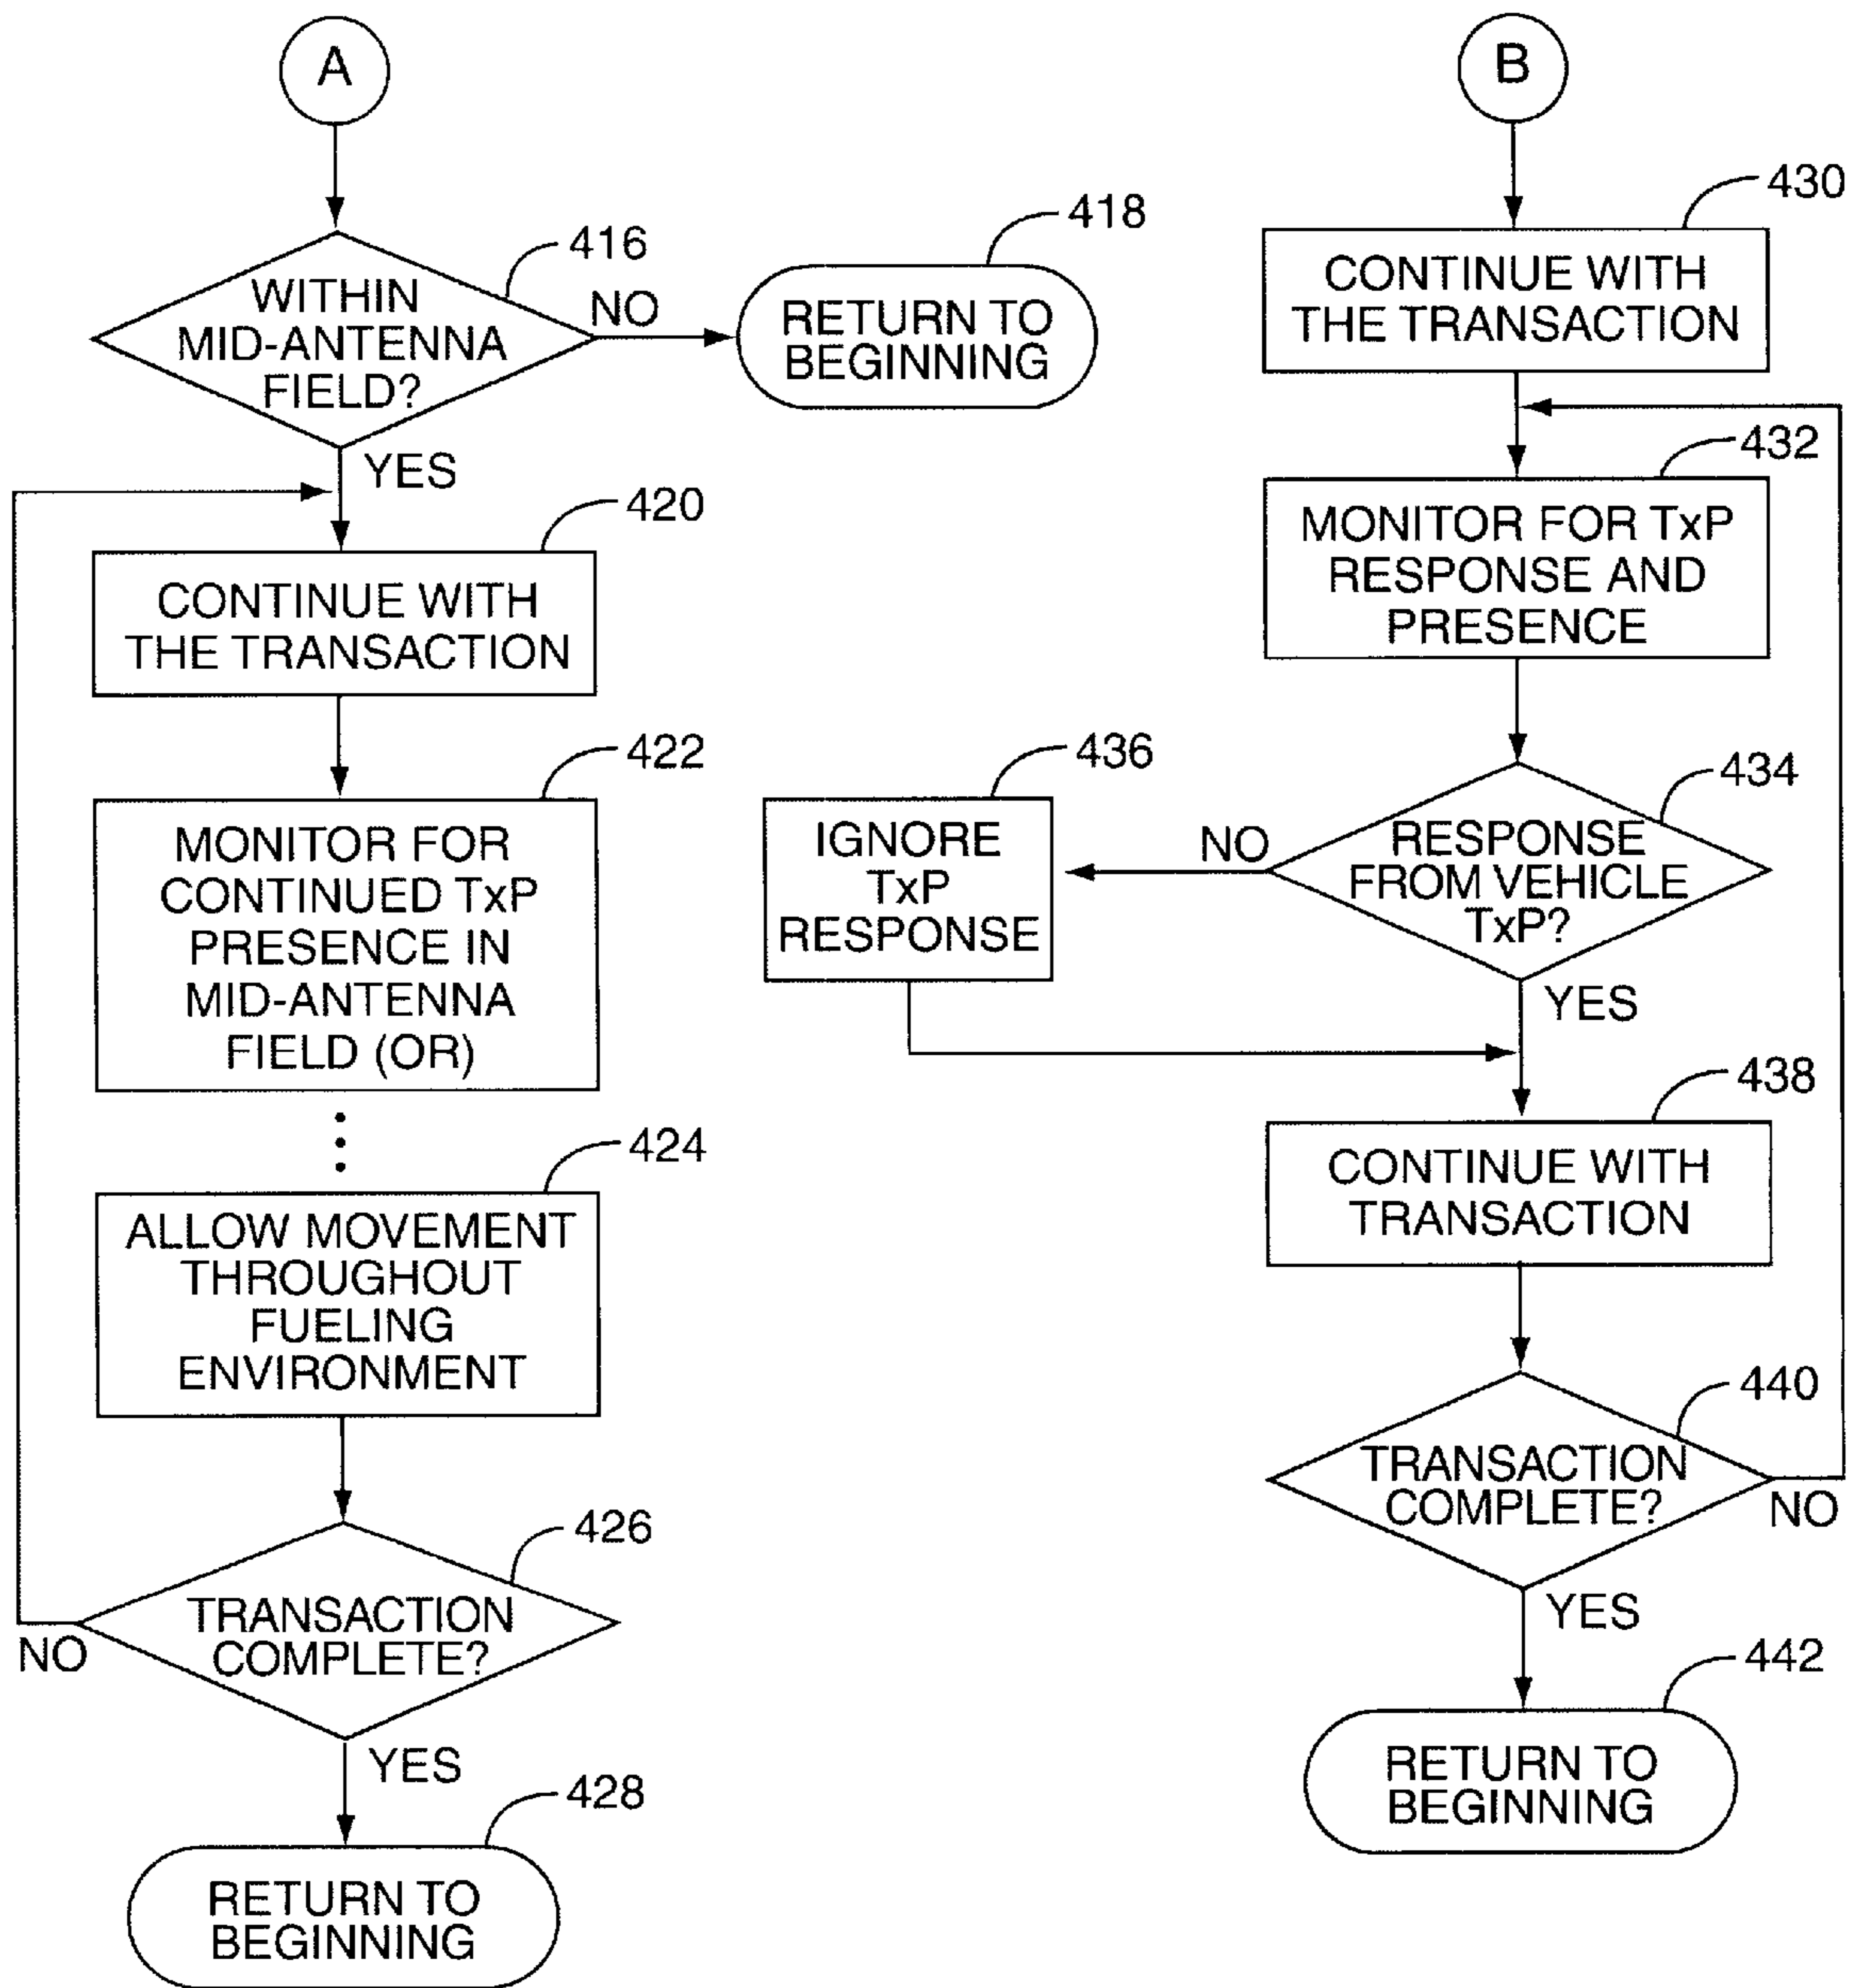 A
416
WITHIN
MID-ANTENNA
FIELD?
NO
418
RETURN TO
BEGINNING
YES
420
CONTINUE WITH
THE TRANSACTION
422
MONITOR FOR
CONTINUED TxP
PRESENCE IN
MID-ANTENNA
FIELD (OR)
424
ALLOW MOVEMENT
THROUGHOUT
FUELING
ENVIRONMENT
426
TRANSACTION
COMPLETE?
NO
YES
428
RETURN TO
BEGINNING
B
430
CONTINUE WITH
THE TRANSACTION
432
MONITOR FOR TxP
RESPONSE AND
PRESENCE
434
RESPONSE
FROM VEHICLE
TxP?
NO
436
IGNORE
TxP
RESPONSE
YES
438
CONTINUE WITH
TRANSACTION
440
TRANSACTION
COMPLETE?
NO
YES
442
RETURN TO
BEGINNING